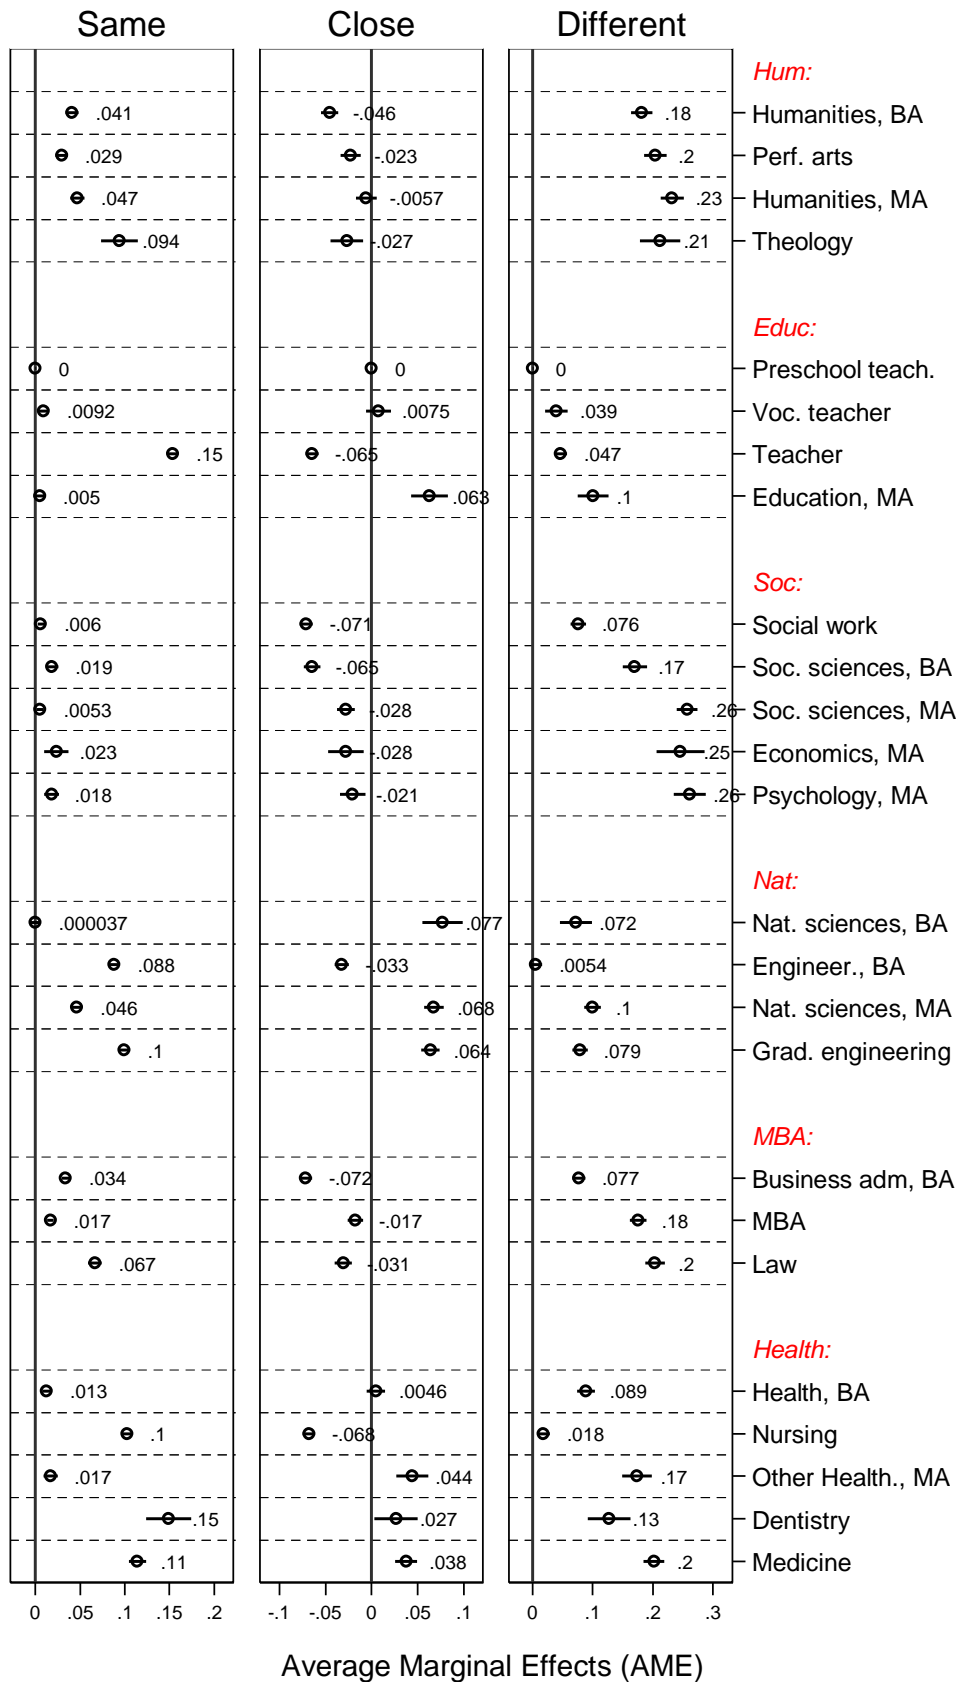 Same Close Different
Hum:
.041 -.046 .18 Humanities, BA
.029 -.023 .2 Perf. arts
.047 -.0057 .23 Humanities, MA
.094 -.027 .21 Theology
Educ:
0 0 0 Preschool teach.
.0092 .0075 .039 Voc. teacher
.15 -.065 .047 Teacher
.005 .063 .1 Education, MA
Soc:
.006 -.071 .076 Social work
.019 -.065 .17 Soc. sciences, BA
.0053 -.028 .26 Soc. sciences, MA
.023 -.028 .25 Economics, MA
.018 -.021 .26 Psychology, MA
Nat:
.000037 .077 .072 Nat. sciences, BA
.088 -.033 .0054 Engineer., BA
.046 .068 .1 Nat. sciences, MA
.1 .064 .079 Grad. engineering
MBA:
.034 -.072 .077 Business adm, BA
.017 -.017 .18 MBA
.067 -.031 .2 Law
Health:
.013 .0046 .089 Health, BA
.1 -.068 .018 Nursing
.017 .044 .17 Other Health., MA
.15 .027 .13 Dentistry
.11 .038 .2 Medicine
0 .05 .1 .15 .2 -.1 -.05 0 .05 .1 0 .1 .2 .3
Average Marginal Effects (AME)